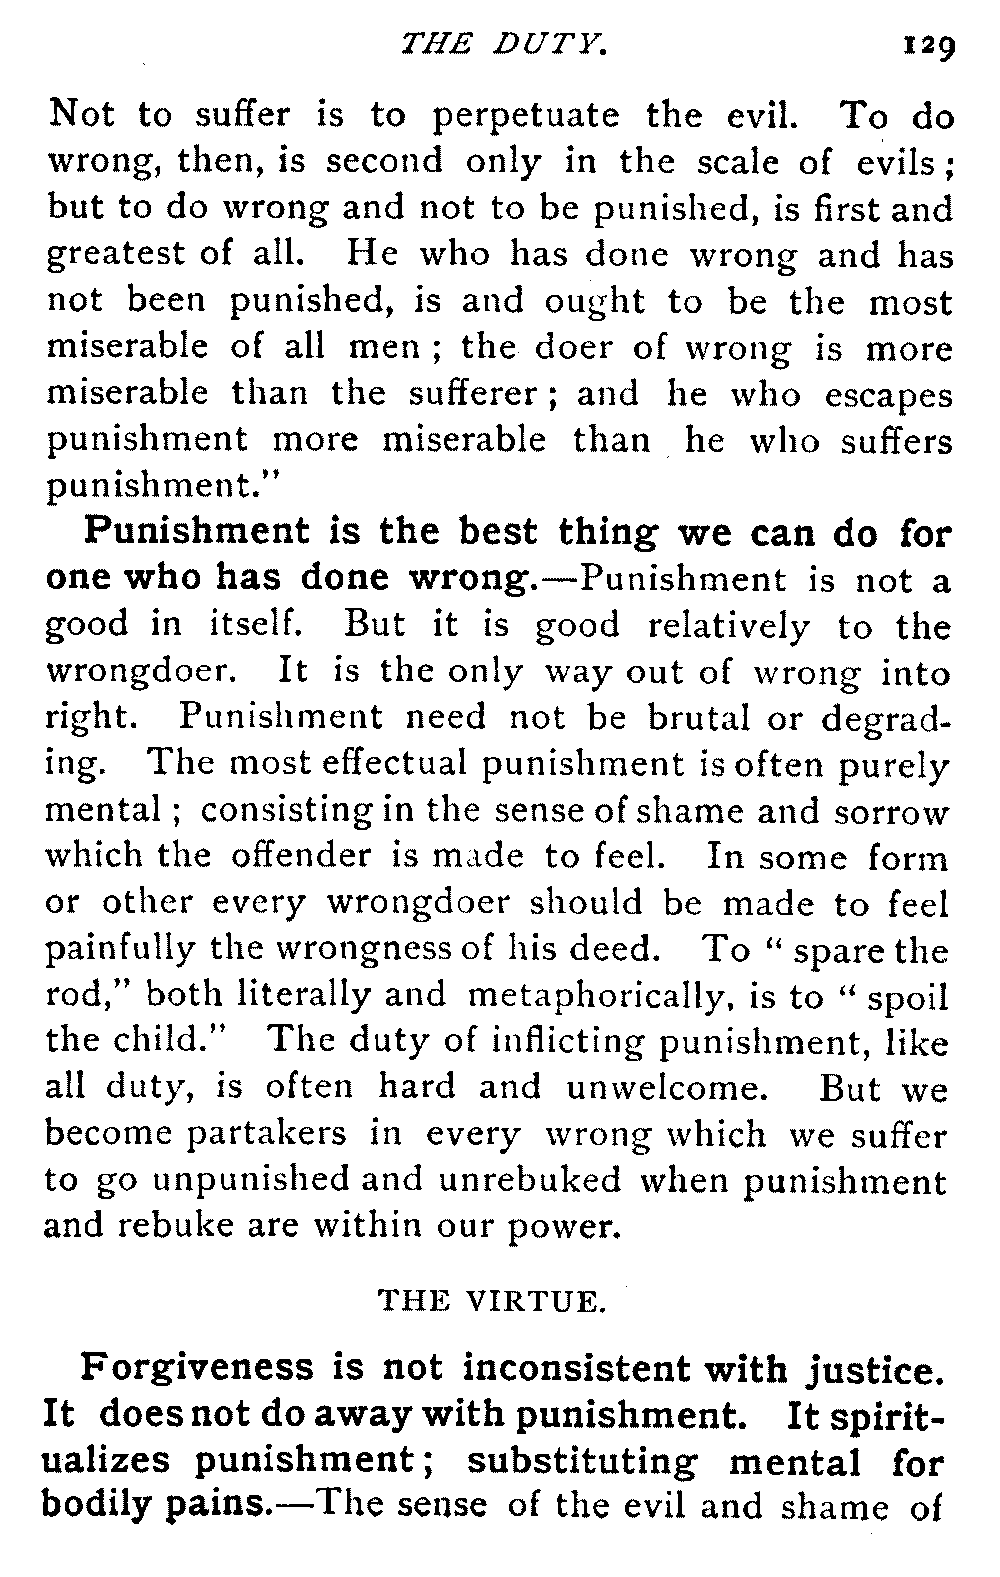 THE DUTY. 129
Not to suffer is to perpetuate the evil. To do
wrong, then, is second only in the scale of evils ;
but to do wrong and not to be punished, is first and
greatest of all. He who has done wrong and has
not been punished, is and ought to be the most
miserable of all men ; the doer of wrong is more
miserable than the sufferer ; and he who escapes
punishment more miserable than he who suffers
punishment."
Punishment is the best thing we can do for
one who has done wrong.—Punishment is not a
good in itself. But it is good relatively to the
wrongdoer. It is the only way out of wrong into
right. Punishment need not be brutal or degrad-
ing. The most effectual punishment is often purely
mental ; consisting in the sense of shame and sorrow
which the offender is made to feel. In some form
or other every wrongdoer should be made to feel
painfully the wrongness of his deed. To " spare the
rod," both literally and metaphorically, is to " spoil
the child." The duty of inflicting punishment, like
all duty, is often hard and unwelcome. But we
become partakers in every wrong which we suffer
to go unpunished and unrebuked when punishment
and rebuke are within our power.
THE VIRTUE.
Forgiveness is not inconsistent with justice.
It does not do away with punishment. It spirit-
ualizes punishment ; substituting mental for
bodily pains.—The sense of the evil and shame of